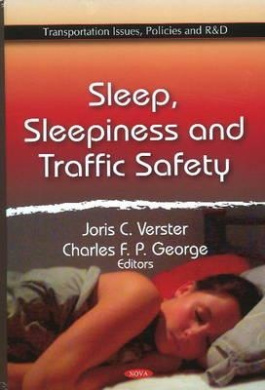 Transportation Issues, Policies and R&D
Sleep,
Sleepiness and
Traffic Safety
Joris C. Verster
Charles F. P. George
Editors
NOVA